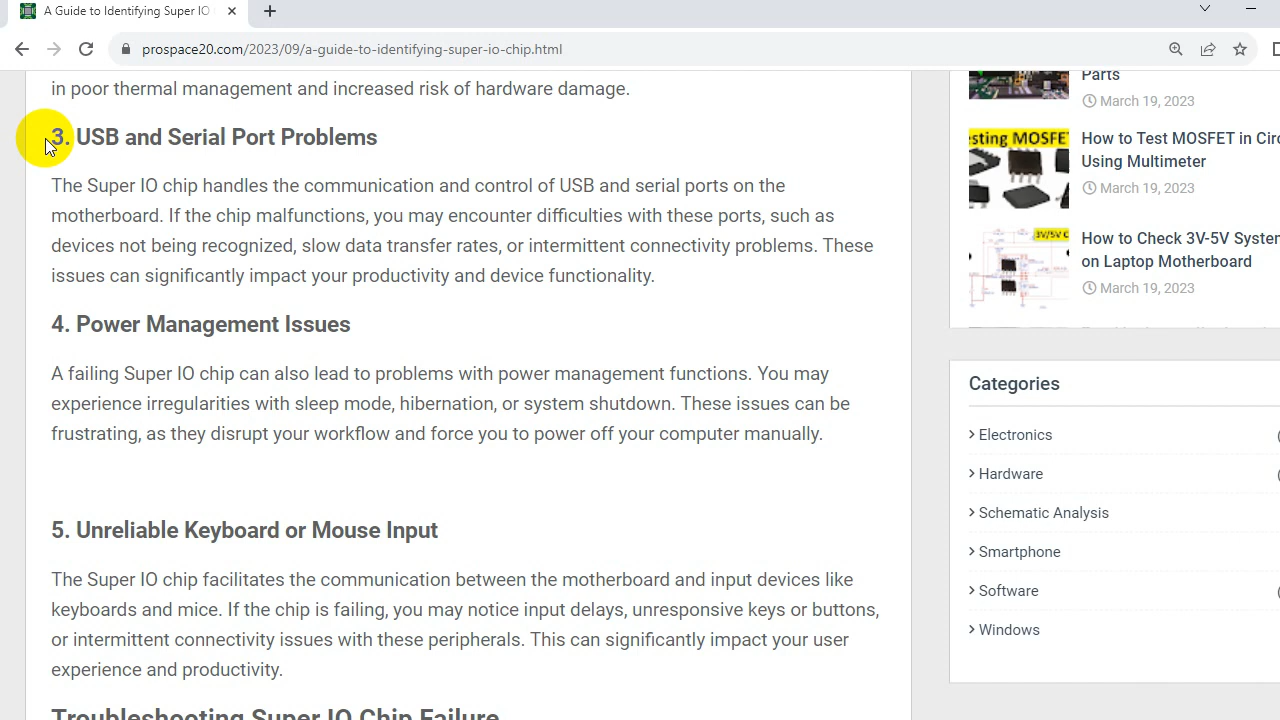 A Guide to Identifying Super IO
prospace20.com/2023/09/a-guide-to-identifying-super-io-chip.html
in poor thermal management and increased risk of hardware damage.
3. USB and Serial Port Problems
The Super IO chip handles the communication and control of USB and serial ports on the
motherboard. If the chip malfunctions, you may encounter difficulties with these ports, such as
devices not being recognized, slow data transfer rates, or intermittent connectivity problems. These
issues can significantly impact your productivity and device functionality.
4. Power Management Issues
A failing Super IO chip can also lead to problems with power management functions. You may
experience irregularities with sleep mode, hibernation, or system shutdown. These issues can be
frustrating, as they disrupt your workflow and force you to power off your computer manually.
5. Unreliable Keyboard or Mouse Input
The Super IO chip facilitates the communication between the motherboard and input devices like
keyboards and mice. If the chip is failing, you may notice input delays, unresponsive keys or buttons,
or intermittent connectivity issues with these peripherals. This can significantly impact your user
experience and productivity.
Troubleshooting Super IO Chip Failure
Parts
March 19, 2023
sting MOSFE
How to Test MOSFET in Circ
Using Multimeter
March 19, 2023
3V/5V C
How to Check 3V-5V System
on Laptop Motherboard
March 19, 2023
Categories
Electronics
Hardware
Schematic Analysis
Smartphone
Software
Windows